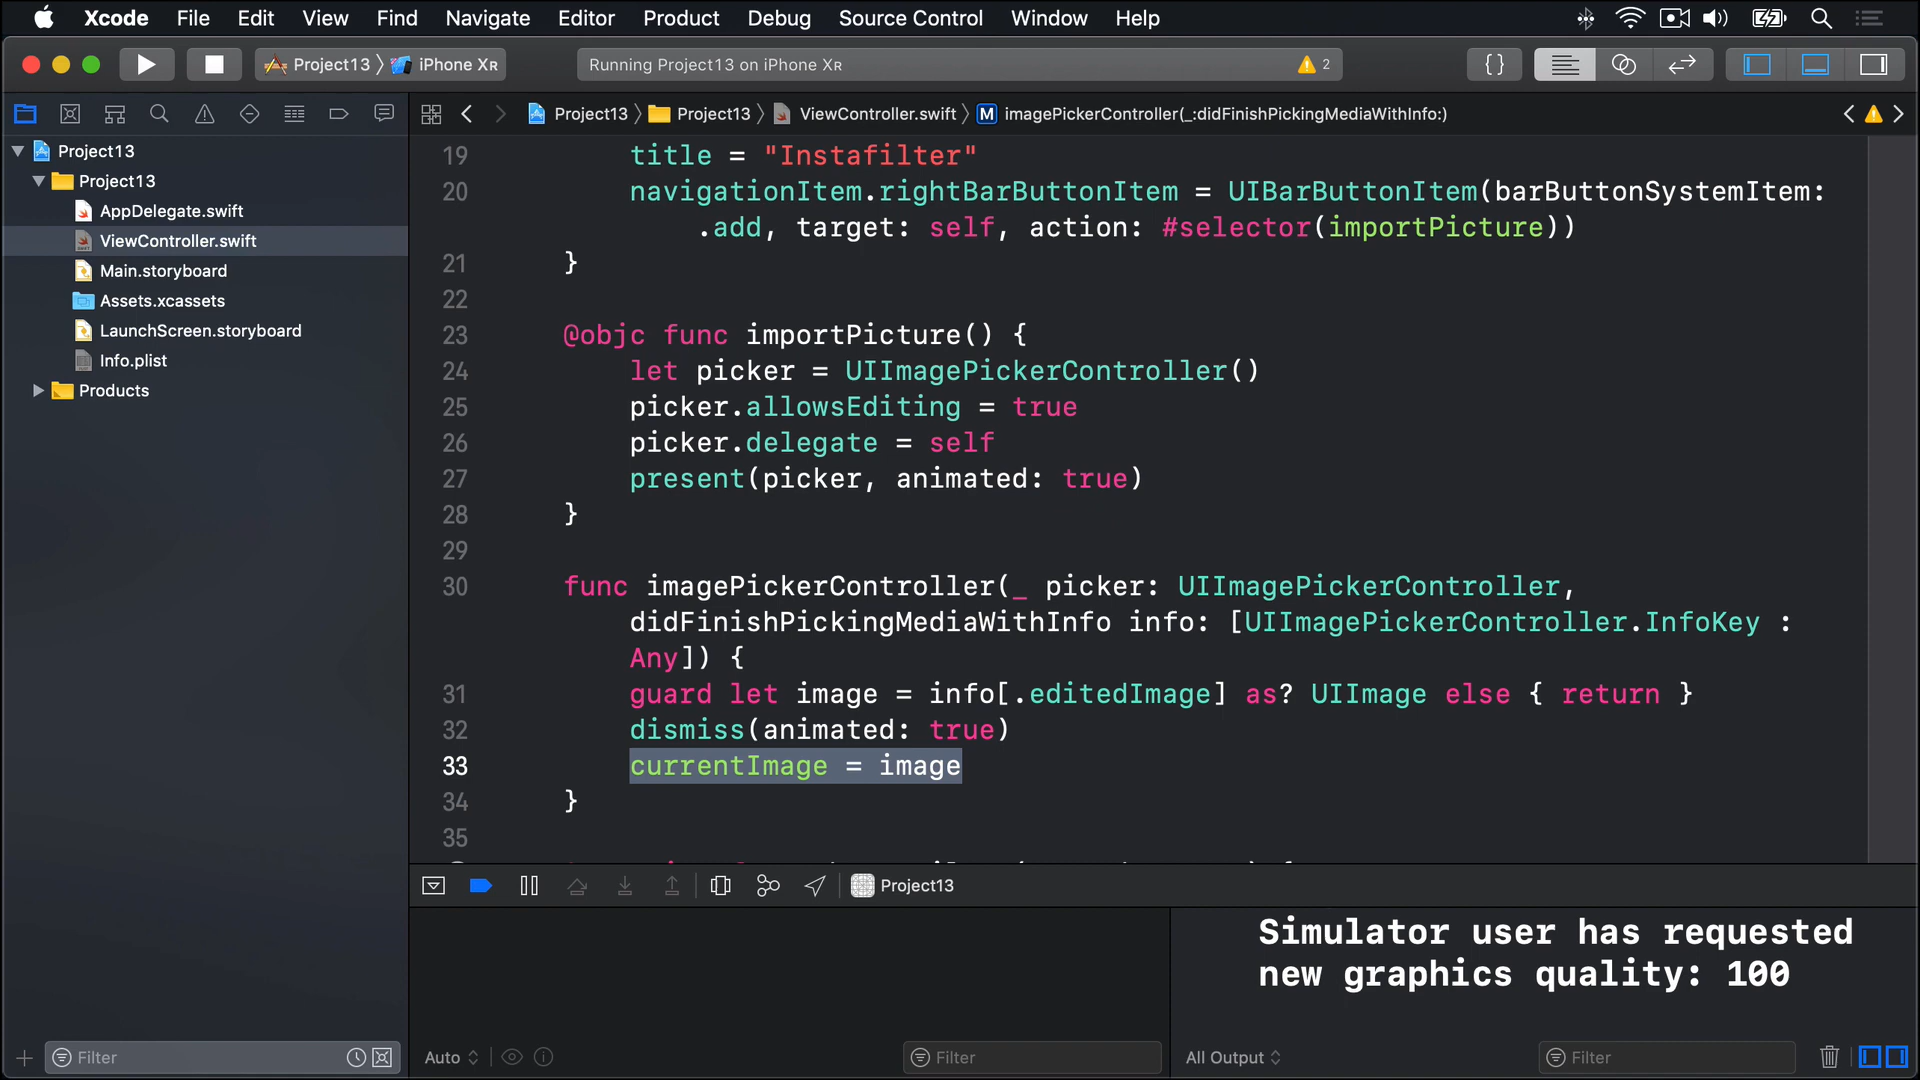 Xcode File Edit View Find Navigate Editor Product Debug Source Control Window Help
Project13 iPhone XR
Running Project13 on iPhone XR
2
Project13
Project13
AppDelegate.swift
ViewController.swift
Main.storyboard
Assets.xcassets
LaunchScreen.storyboard
Info.plist
Products
Project13 Project13 ViewController.swift M imagePickerController(_:didFinishPickingMediaWithInfo:)
19 title = "Instafilter"
20 navigationItem.rightBarButtonItem = UIBarButtonItem(barButtonSystemItem:
.add, target: self, action: #selector(importPicture))
21 }
22
23 @objc func importPicture() {
24 let picker = UIImagePickerController()
25 picker.allowsEditing = true
26 picker.delegate = self
27 present(picker, animated: true)
28 }
29
30 func imagePickerController(_ picker: UIImagePickerController,
didFinishPickingMediaWithInfo info: [UIImagePickerController.InfoKey :
Any]) {
31 guard let image = info[.editedImage] as? UIImage else { return }
32 dismiss(animated: true)
33 currentImage = image
34 }
35
Project13
Simulator user has requested
new graphics quality: 100
Filter
Auto
Filter
All Output
Filter